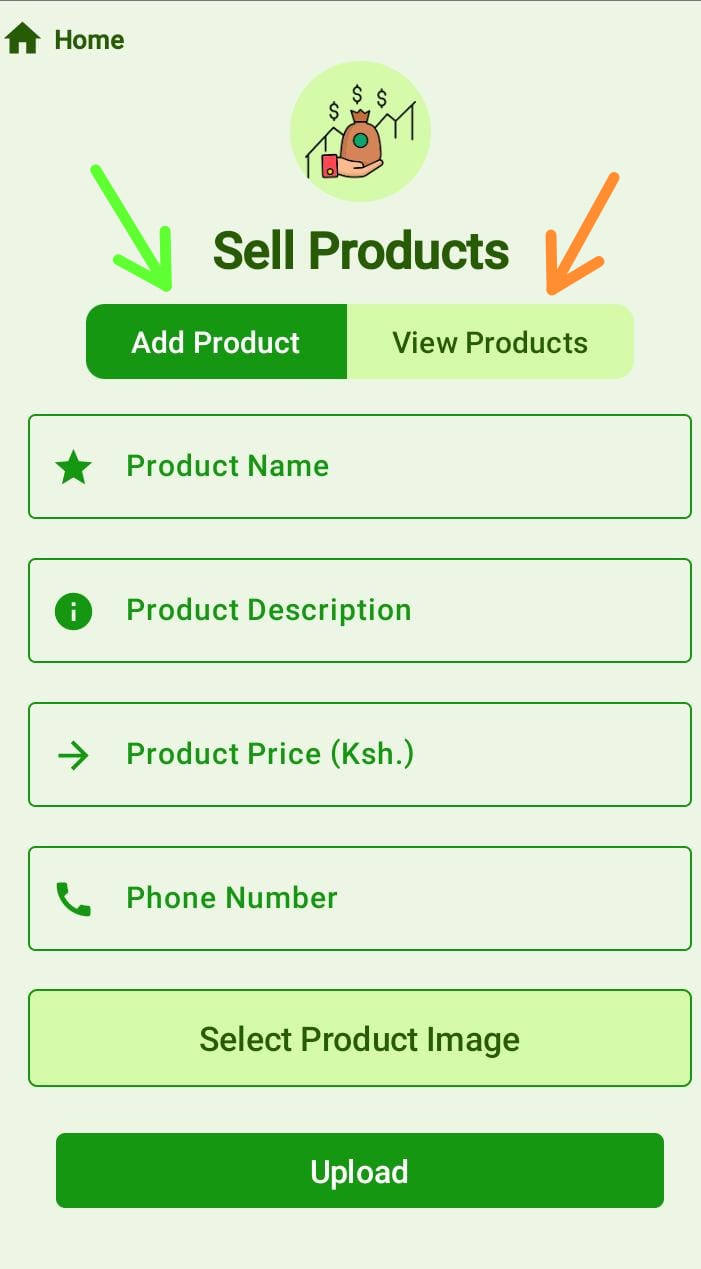 Home
$ $ $
Sell Products
Add Product View Products
Product Name
Product Description
Product Price (Ksh.)
Phone Number
Select Product Image
Upload